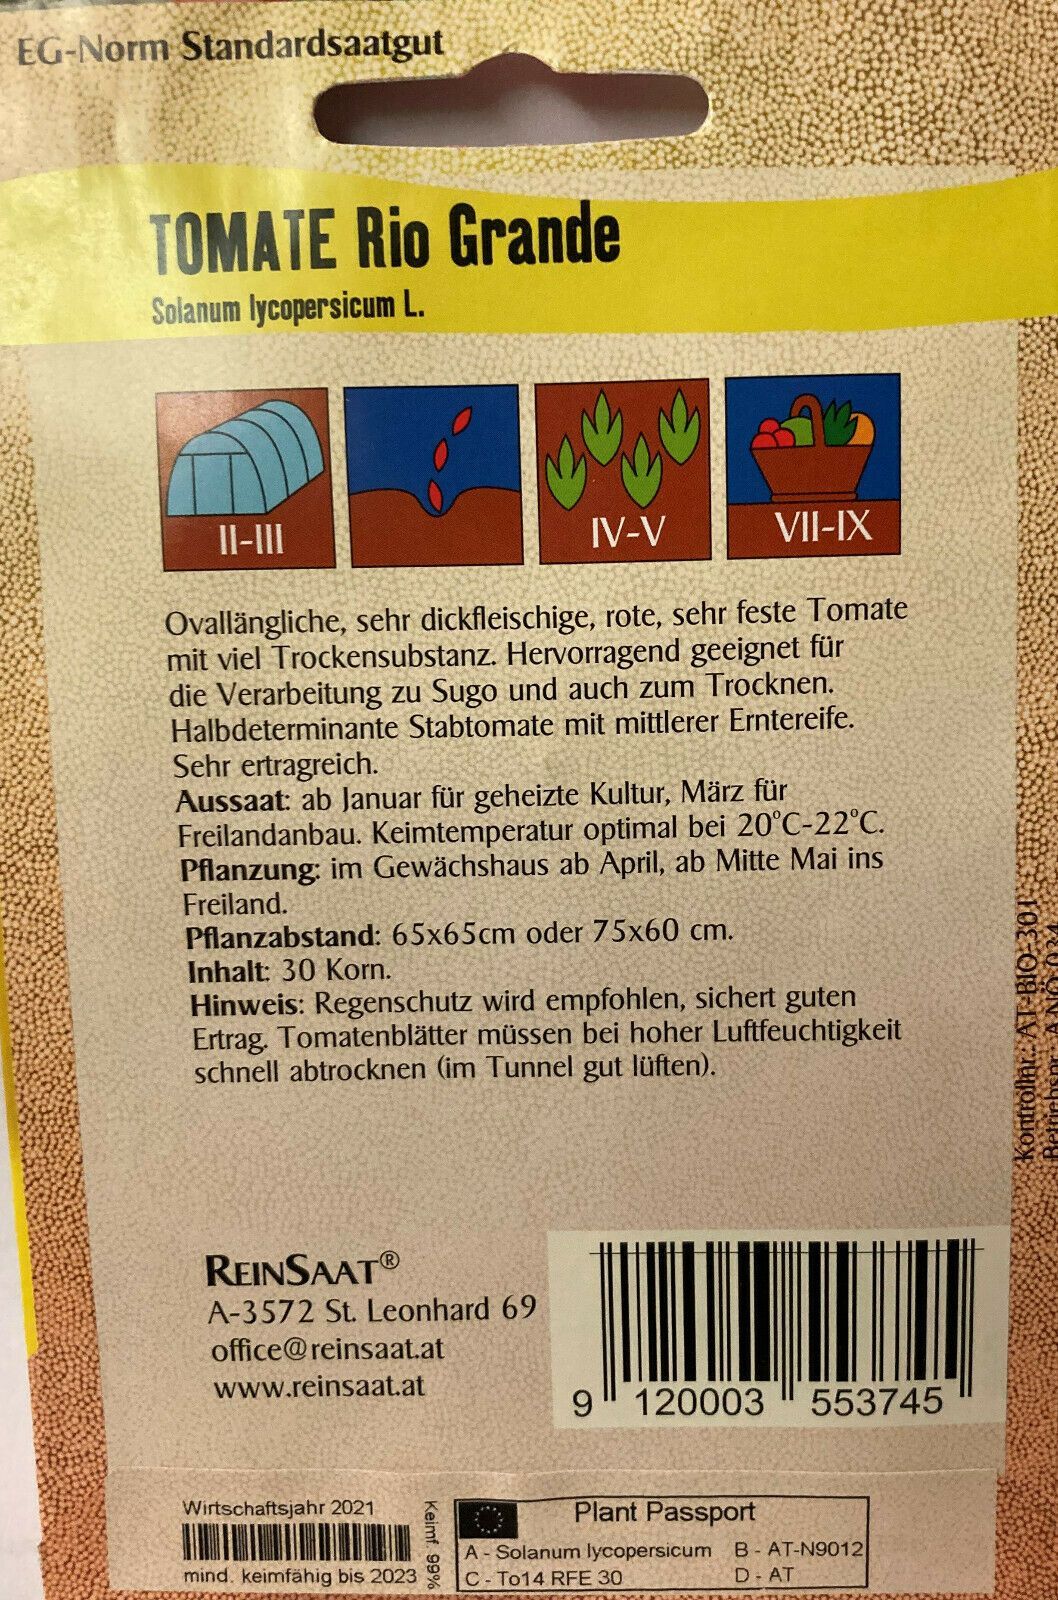 EG-Norm Standardsaatgut
TOMATE Rio Grande
Solanum lycopersicum L.
II-III
IV-V
VII-IX
Ovallängliche, sehr dickfleischige, rote, sehr feste Tomate
mit viel Trockensubstanz. Hervorragend geeignet für
die Verarbeitung zu Sugo und auch zum Trocknen.
Halbdeterminante Stabtomate mit mittlerer Erntereife.
Sehr ertragreich.
Aussaat: ab Januar für geheizte Kultur, März für
Freilandanbau. Keimtemperatur optimal bei 20°C-22°C.
Pflanzung: im Gewächshaus ab April, ab Mitte Mai ins
Freiland.
Pflanzabstand: 65x65cm oder 75x60 cm.
Inhalt: 30 Korn.
Hinweis: Regenschutz wird empfohlen, sichert guten
Ertrag. Tomatenblätter müssen bei hoher Luftfeuchtigkeit
schnell abtrocknen (im Tunnel gut lüften).
Kontrollnr.: AT-BIO-301
REINSAAT®
A-3572 St. Leonhard 69
office@reinsaat.at
www.reinsaat.at
9 120003 553745
Wirtschaftsjahr 2021
mind. keimfähig bis 2023
Keimf. 99%
Plant Passport
A - Solanum lycopersicum B - AT-N9012
C - To14 RFE 30 D - AT